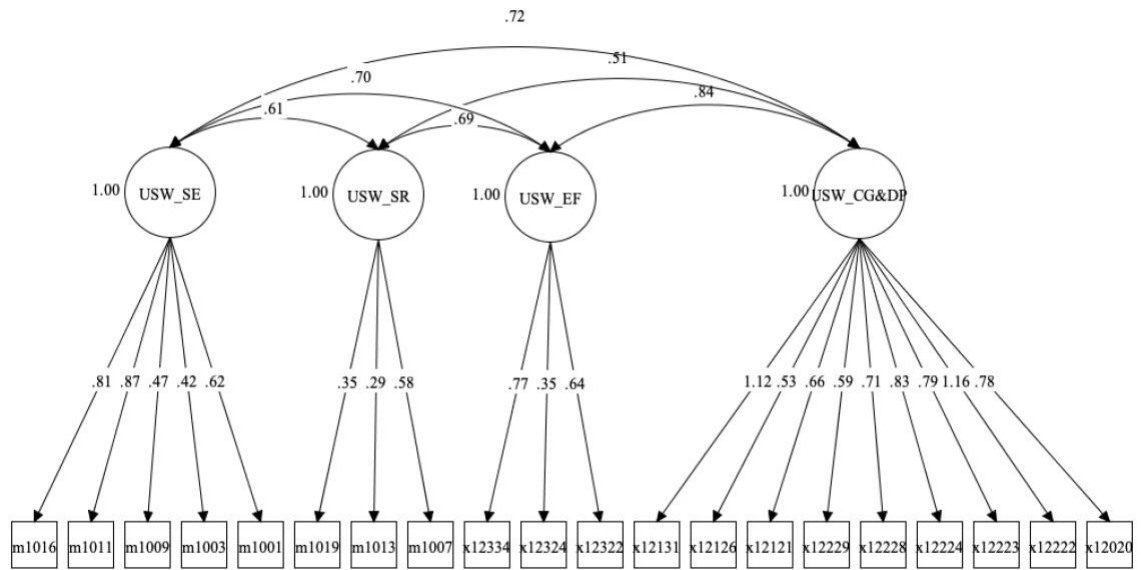 .72
.51
.70
.84
.61
.69
1.00 USW_SE 1.00 USW_SR 1.00 USW_EF 1.00 USW_CG&DP
.81 .87 .47 .42 .62 .35 .29 .58 .77 .35 .64 1.12 .53 .66 .59 .71 .83 .79 1.16 .78
m1016 m1011 m1009 m1003 m1001 m1019 m1013 m1007 x12334 x12324 x12322 x12131 x12126 x12121 x12229 x12228 x12224 x12223 x12222 x12020